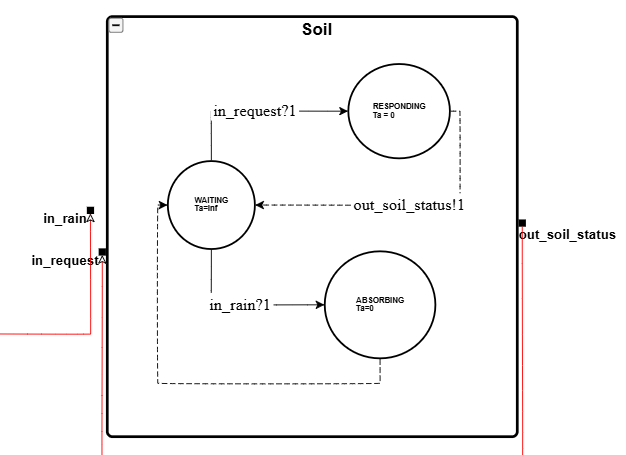 Soil
in_request?1
RESPONDING
Ta = 0
WAITING
Ta=inf
out_soil_status!1
in_rain
in_request
out_soil_status
in_rain?1
ABSORBING
Ta=0